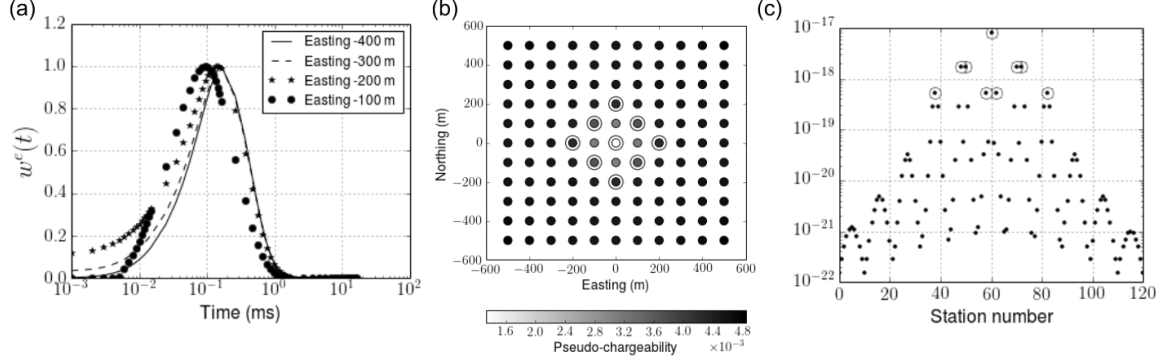 (a)
1.2
1.0
0.8
0.6
0.4
0.2
0.0
w^e(t)
10^-3 10^-2 10^-1 10^0 10^1 10^2
Time (ms)
Easting -400 m
Easting -300 m
Easting -200 m
Easting -100 m
(b)
600
400
200
0
−200
−400
600
−600 −400 −200 0 200 400 600
Northing (m)
Easting (m)
1.6 2.0 2.4 2.8 3.2 3.6 4.0 4.4 4.8
Pseudo-chargeability ×10^-3
(c)
10^-17
10^-18
10^-19
10^-20
10^-21
10^-22
0 20 40 60 80 100 120
Station number